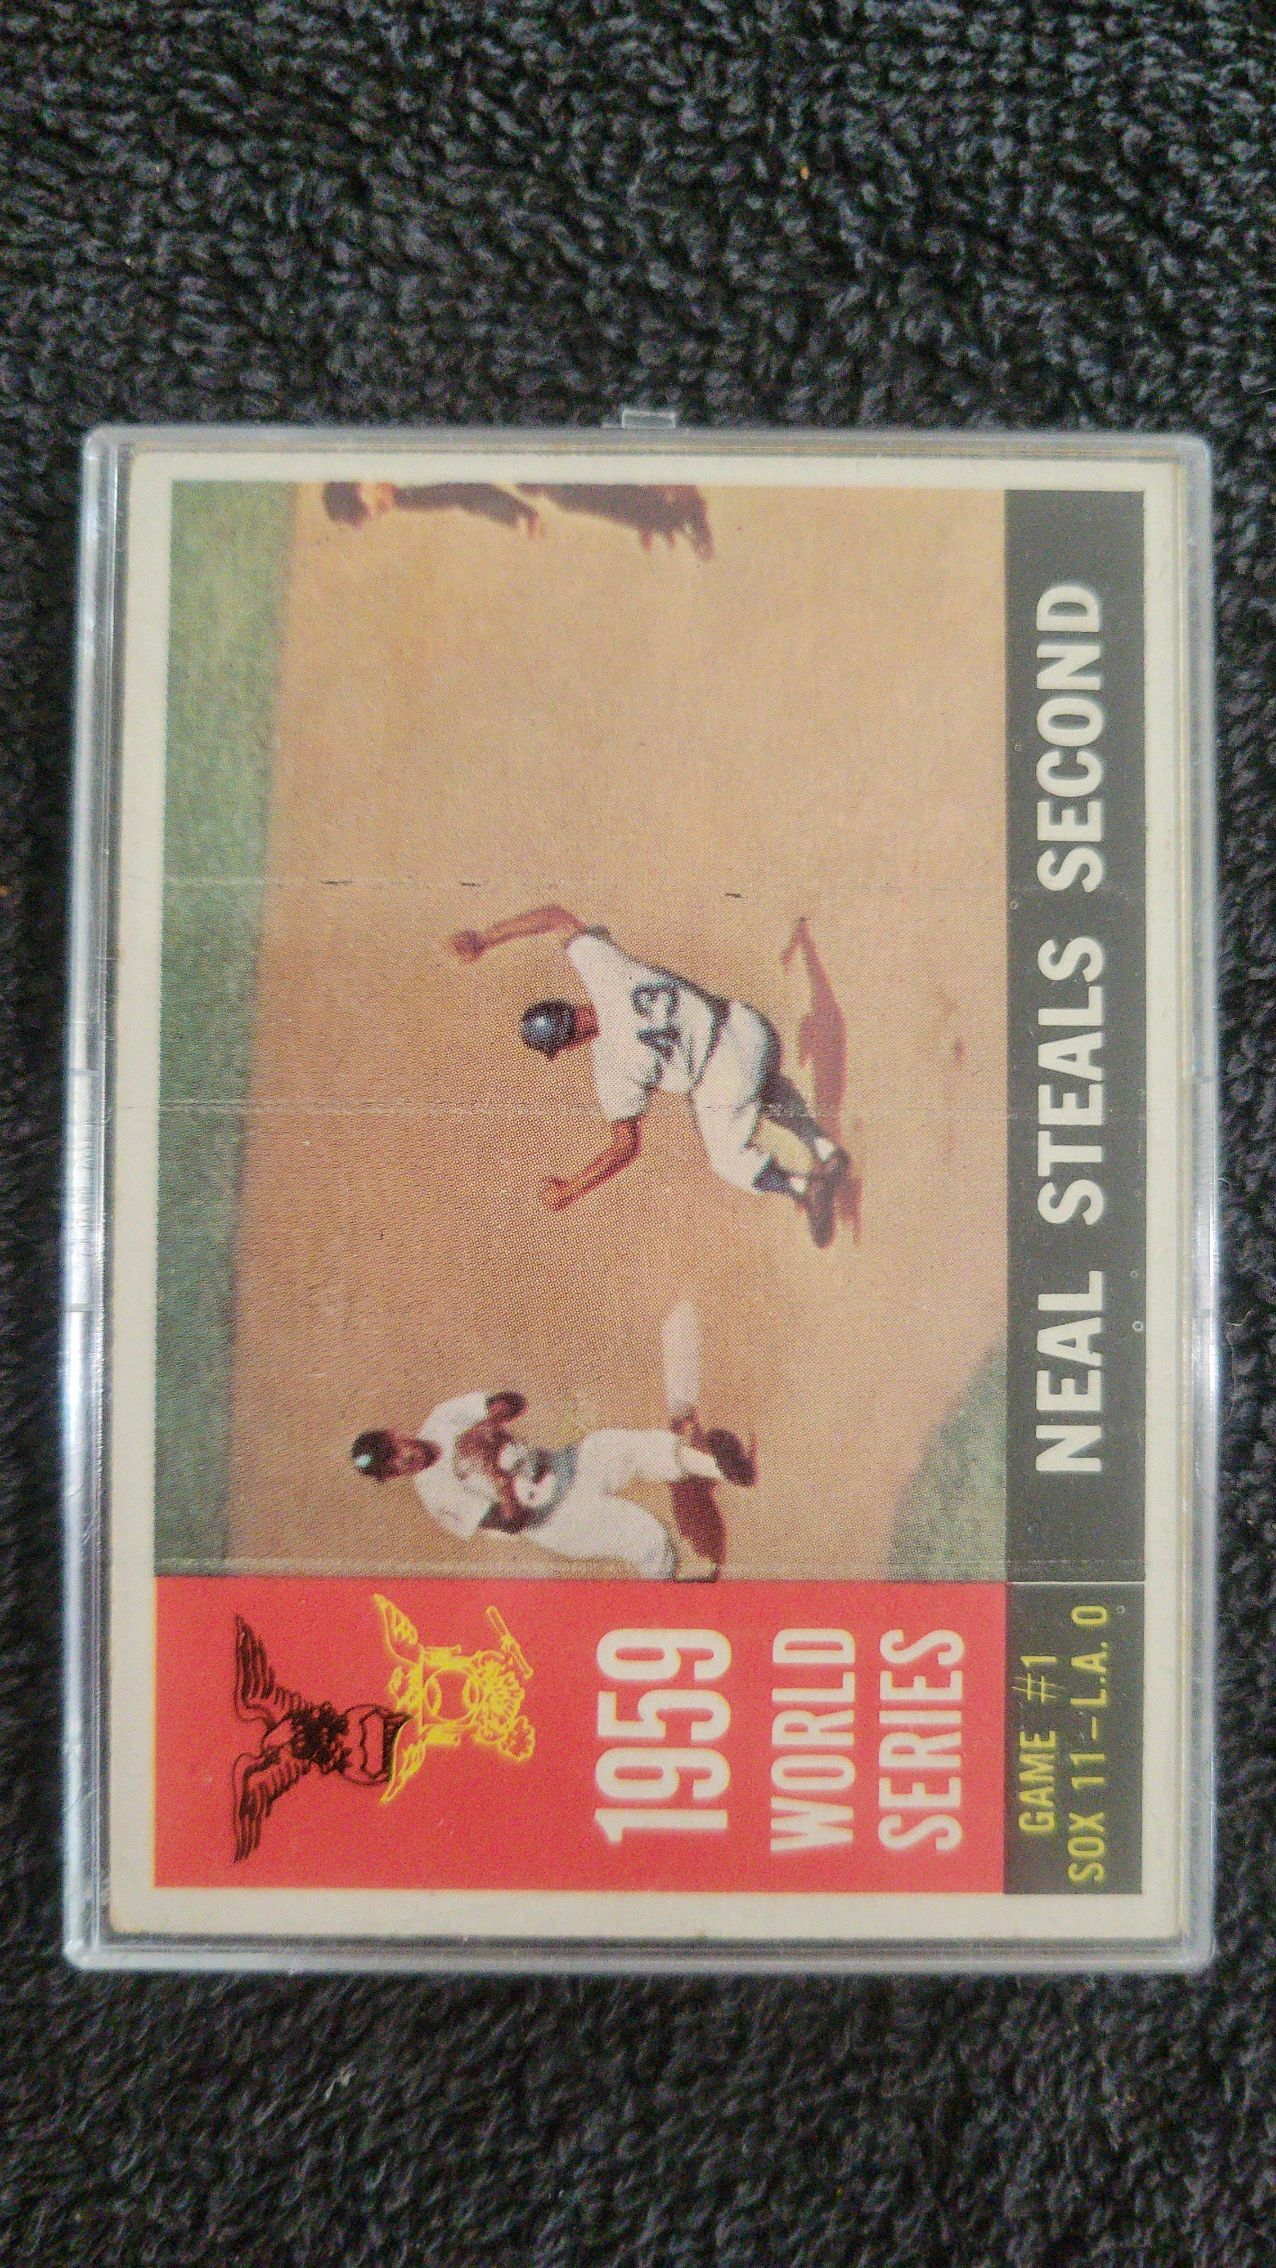 1959
WORLD
SERIES
GAME #1
SOX 11 - L.A. 0
NEAL STEALS SECOND
43